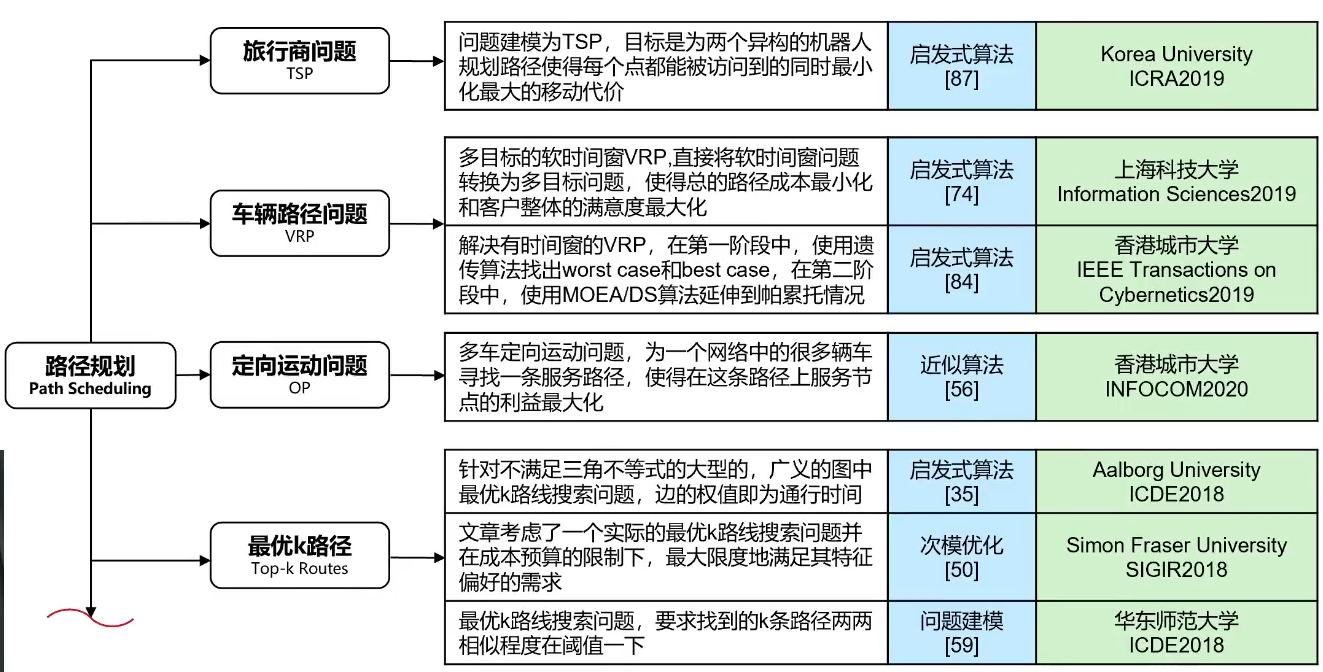 旅行商问题
TSP
问题建模为TSP，目标是为两个异构的机器人
规划路径使得每个点都能被访问到的同时最小
化最大的移动代价
启发式算法
[87]
Korea University
ICRA2019
车辆路径问题
VRP
多目标的软时间窗VRP,直接将软时间窗问题
转换为多目标问题，使得总的路径成本最小化
和客户整体的满意度最大化
启发式算法
[74]
上海科技大学
Information Sciences2019
解决有时间窗的VRP，在第一阶段中，使用遗
传算法找出worst case和best case，在第二阶
段中，使用MOEA/DS算法延伸到帕累托情况
启发式算法
[84]
香港城市大学
IEEE Transactions on
Cybernetics2019
路径规划
Path Scheduling
定向运动问题
OP
多车定向运动问题，为一个网络中的很多辆车
寻找一条服务路径，使得在这条路径上服务节
点的利益最大化
近似算法
[56]
香港城市大学
INFOCOM2020
最优k路径
Top-k Routes
针对不满足三角不等式的大型的，广义的图中
最优k路线搜索问题，边的权值即为通行时间
启发式算法
[35]
Aalborg University
ICDE2018
文章考虑了一个实际的最优k路线搜索问题并
在成本预算的限制下，最大限度地满足其特征
偏好的需求
次模优化
[50]
Simon Fraser University
SIGIR2018
最优k路线搜索问题，要求找到的k条路径两两
相似程度在阈值一下
问题建模
[59]
华东师范大学
ICDE2018